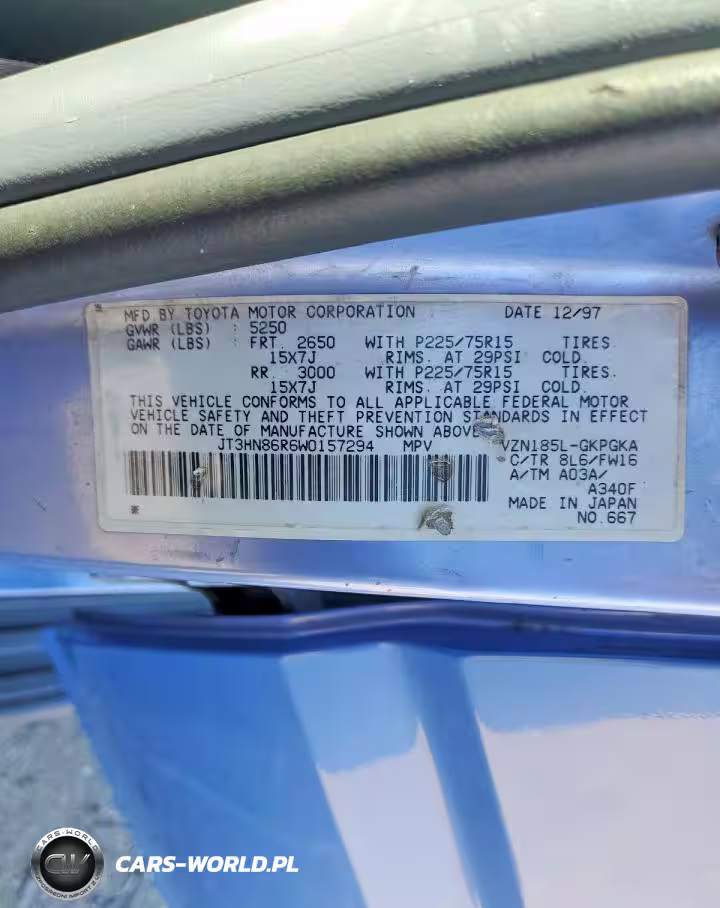 MFD BY TOYOTA MOTOR CORPORATION DATE 12/97
GVWR (LBS) : 5250
GAWR (LBS) : FRT. 2650 WITH P225/75R15 TIRES.
15X7J RIMS. AT 29PSI COLD.
RR. 3000 WITH P225/75R15 TIRES.
15X7J RIMS. AT 29PSI COLD.
THIS VEHICLE CONFORMS TO ALL APPLICABLE FEDERAL MOTOR
VEHICLE SAFETY AND THEFT PREVENTION STANDARDS IN EFFECT
ON THE DATE OF MANUFACTURE SHOWN ABOVE
JT3HN86R6W0157294 MPV VZN185L-GKPGKA
C/TR 8L6/FW16
A/TM A03A/
A340F
MADE IN JAPAN
NO.667
CARS-WORLD
CW
CARS-WORLD.PL